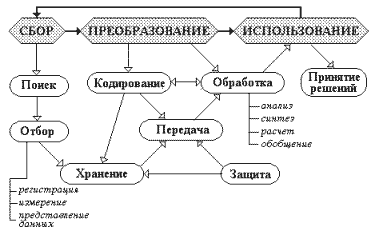 СБОР ПРЕОБРАЗОВАНИЕ ИСПОЛЬЗОВАНИЕ
Поиск
Кодирование
Обработка
Принятие
решений
Отбор
Передача
анализ
синтез
расчет
обобщение
Хранение
Защита
регистрация
измерение
представление
данных